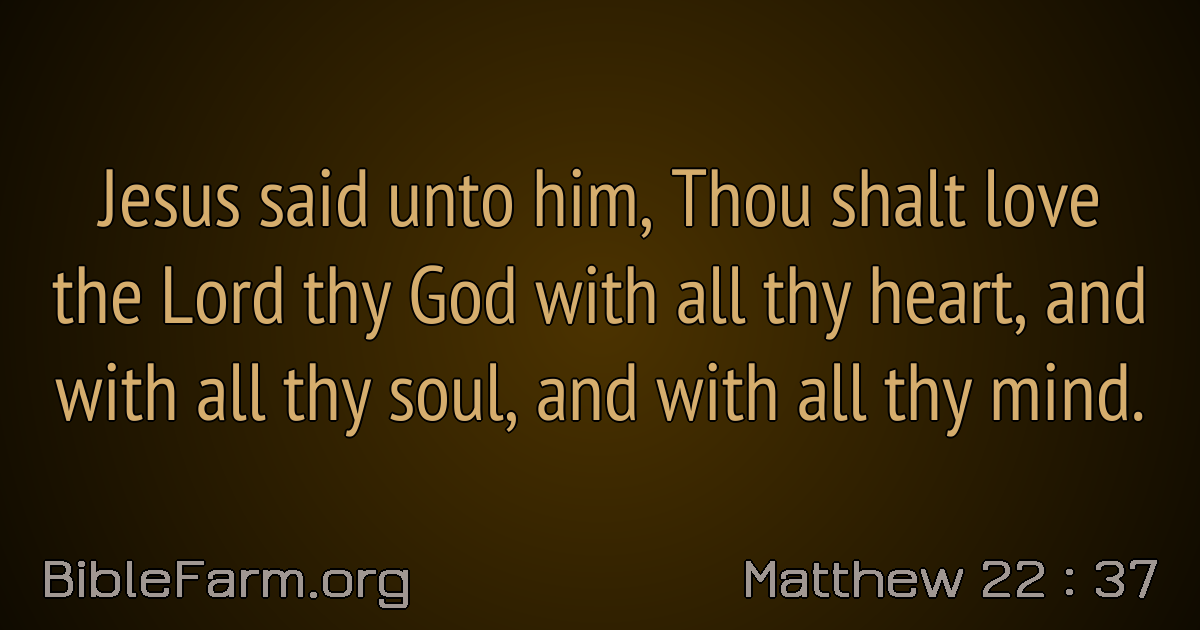 Jesus said unto him, Thou shalt love
the Lord thy God with all thy heart, and
with all thy soul, and with all thy mind.
BibleFarm.org
Matthew 22 : 37